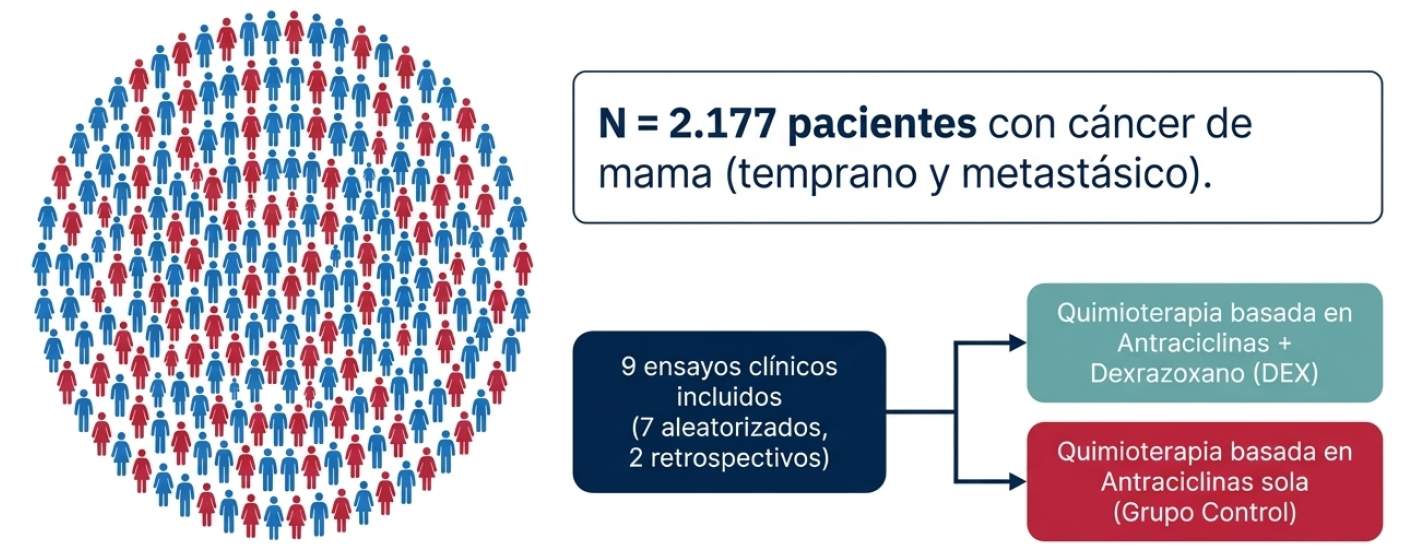 N = 2.177 pacientes con cáncer de
mama (temprano y metastásico).
9 ensayos clínicos
incluidos
(7 aleatorizados,
2 retrospectivos)
Quimioterapia basada en
Antraciclinas +
Dexrazoxano (DEX)
Quimioterapia basada en
Antraciclinas sola
(Grupo Control)